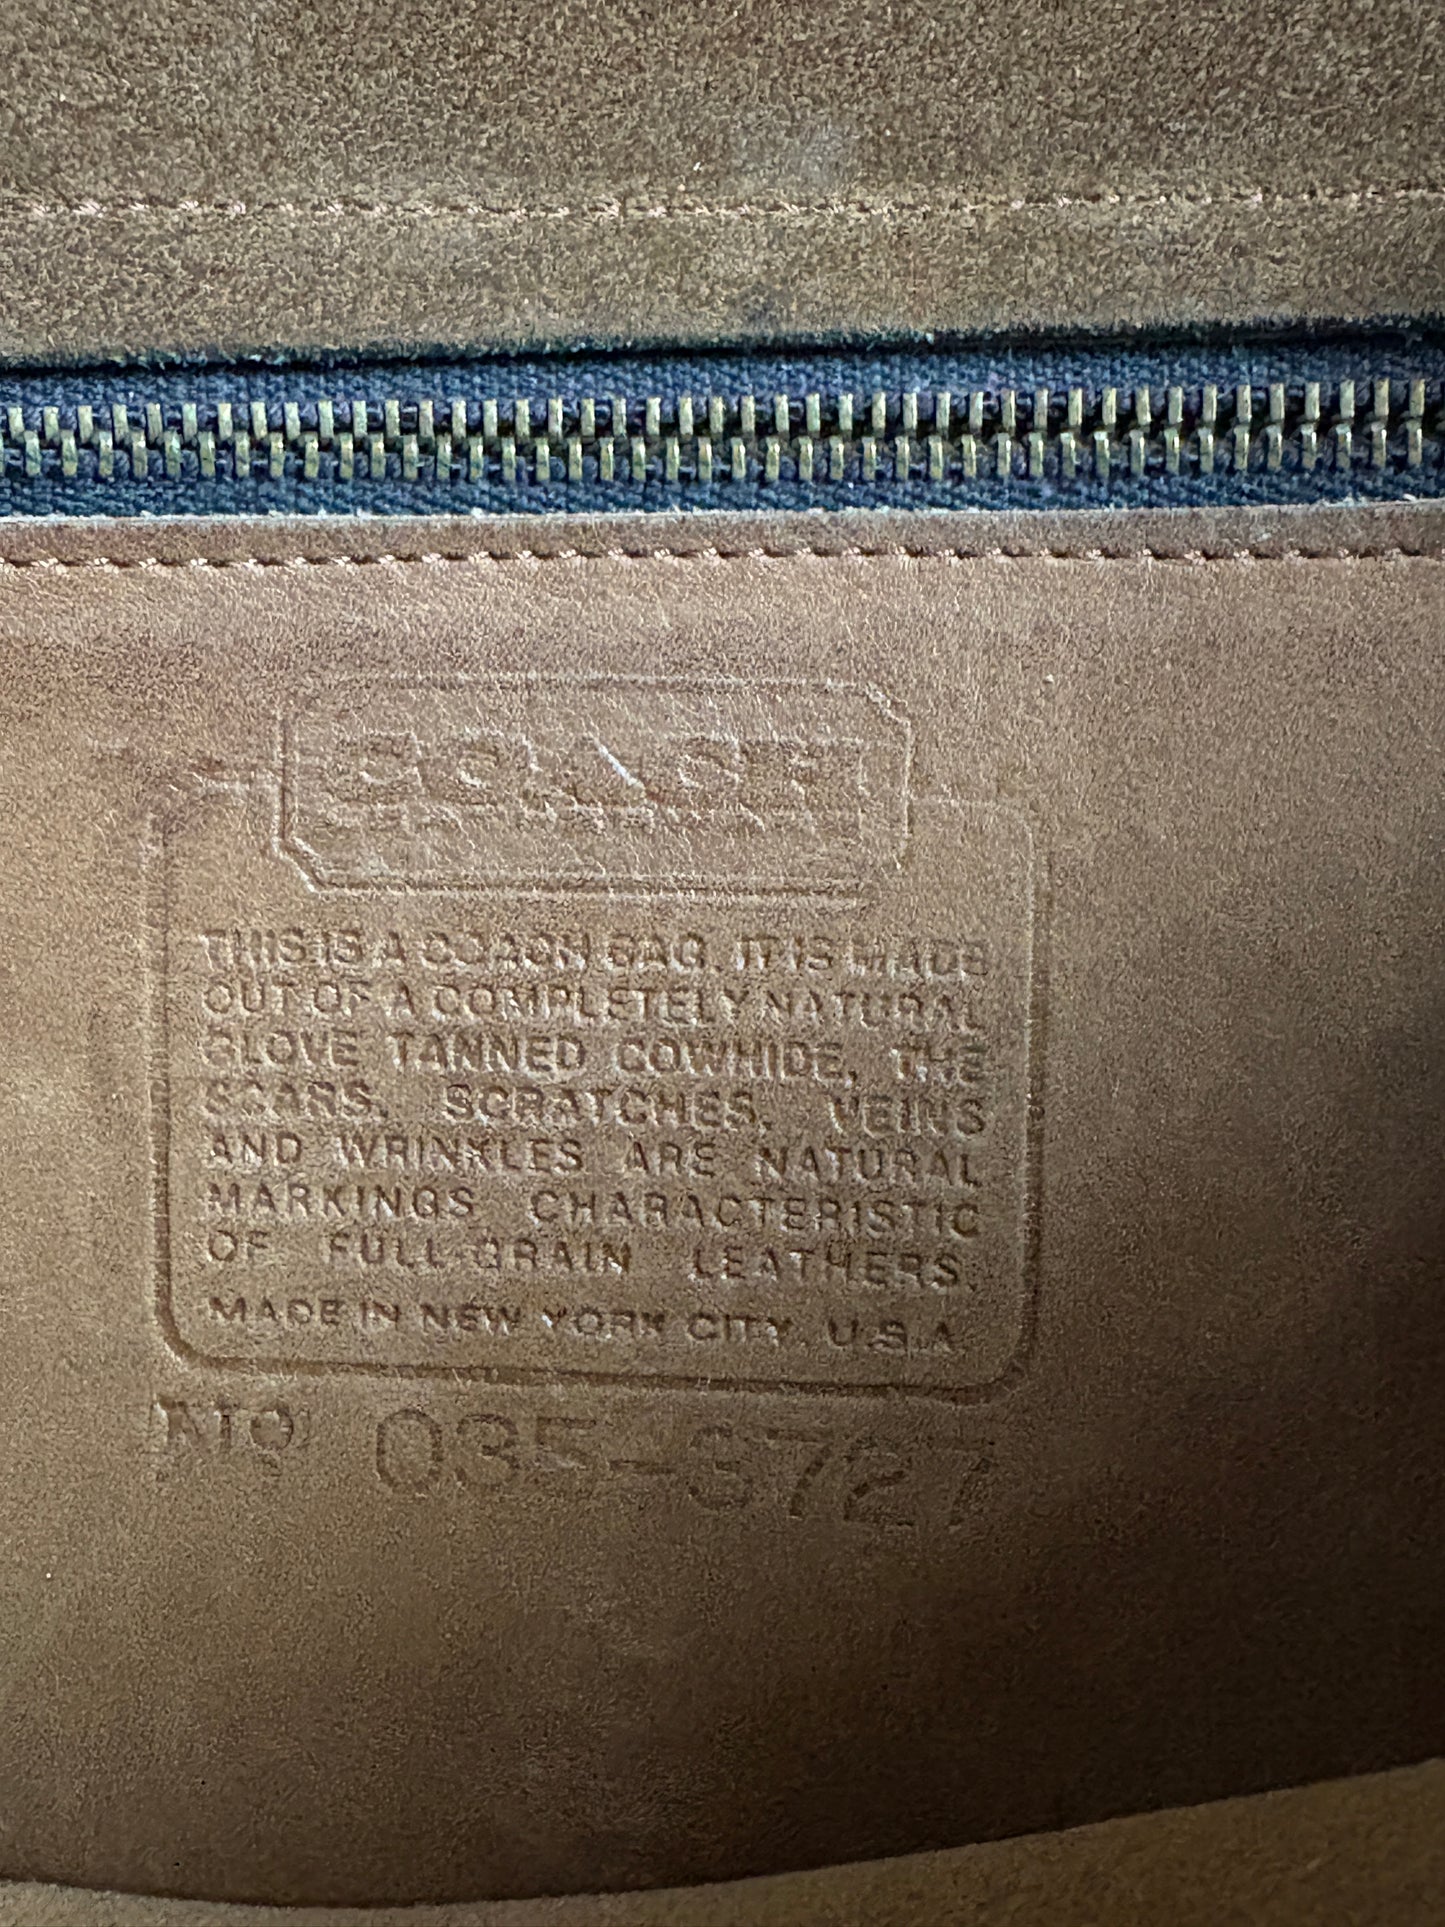 COACH
THIS IS A COACH BAG. IT IS MADE
OUT OF A COMPLETELY NATURAL
GLOVE TANNED COWHIDE, THE
SCARS, SCRATCHES, VEINS
AND WRINKLES ARE NATURAL
MARKINGS CHARACTERISTIC
OF FULL-GRAIN LEATHERS.
MADE IN NEW YORK CITY, U.S.A.
NO 035-3727